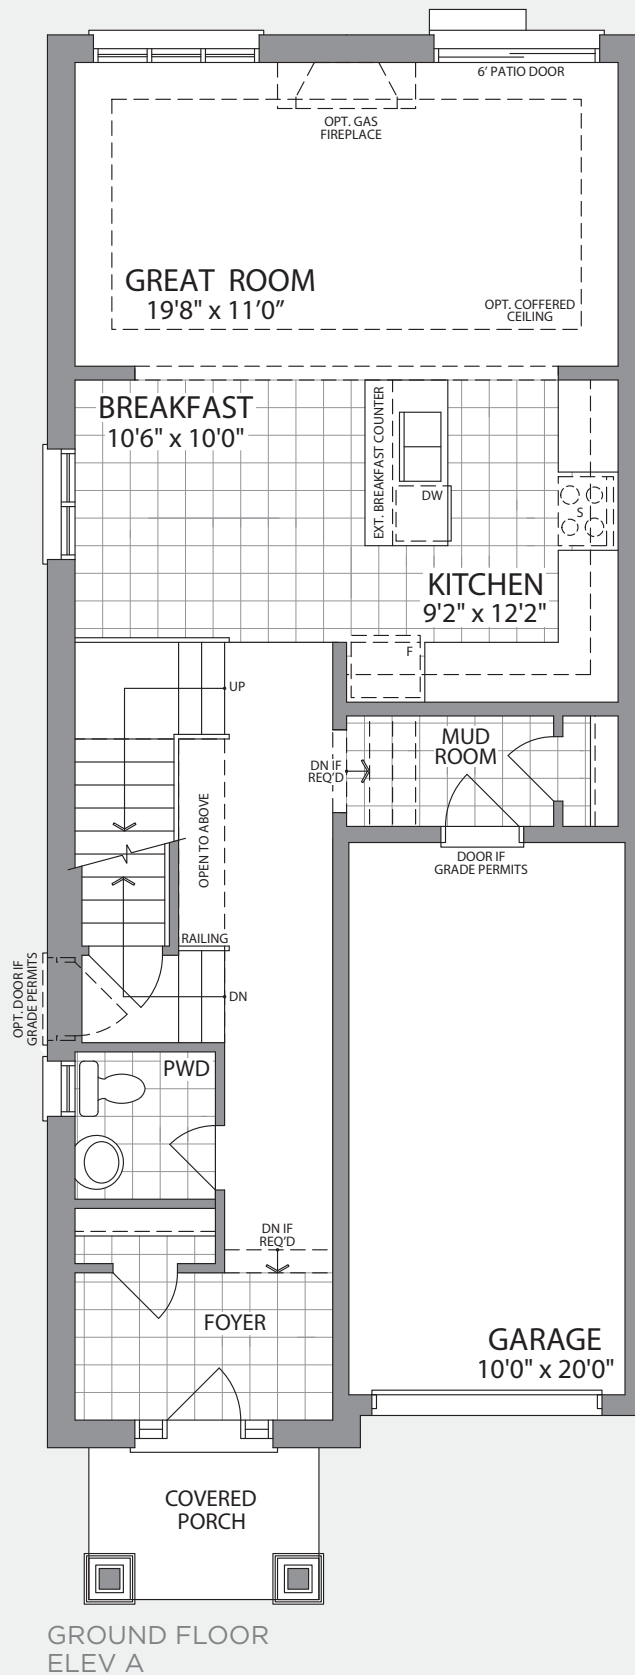 6' PATIO DOOR
OPT. GAS
FIREPLACE
GREAT ROOM
19'8" x 11'0"
OPT. COFFERED
CEILING
BREAKFAST
10'6" x 10'0"
EXT. BREAKFAST COUNTER
DW
S
KITCHEN
9'2" x 12'2"
F
UP
MUD
ROOM
DN IF
REQ'D
OPEN TO ABOVE
DOOR IF
GRADE PERMITS
RAILING
OPT. DOOR IF
GRADE PERMITS
DN
PWD
DN IF
REQ'D
FOYER
GARAGE
10'0" x 20'0"
COVERED
PORCH
GROUND FLOOR
ELEV A